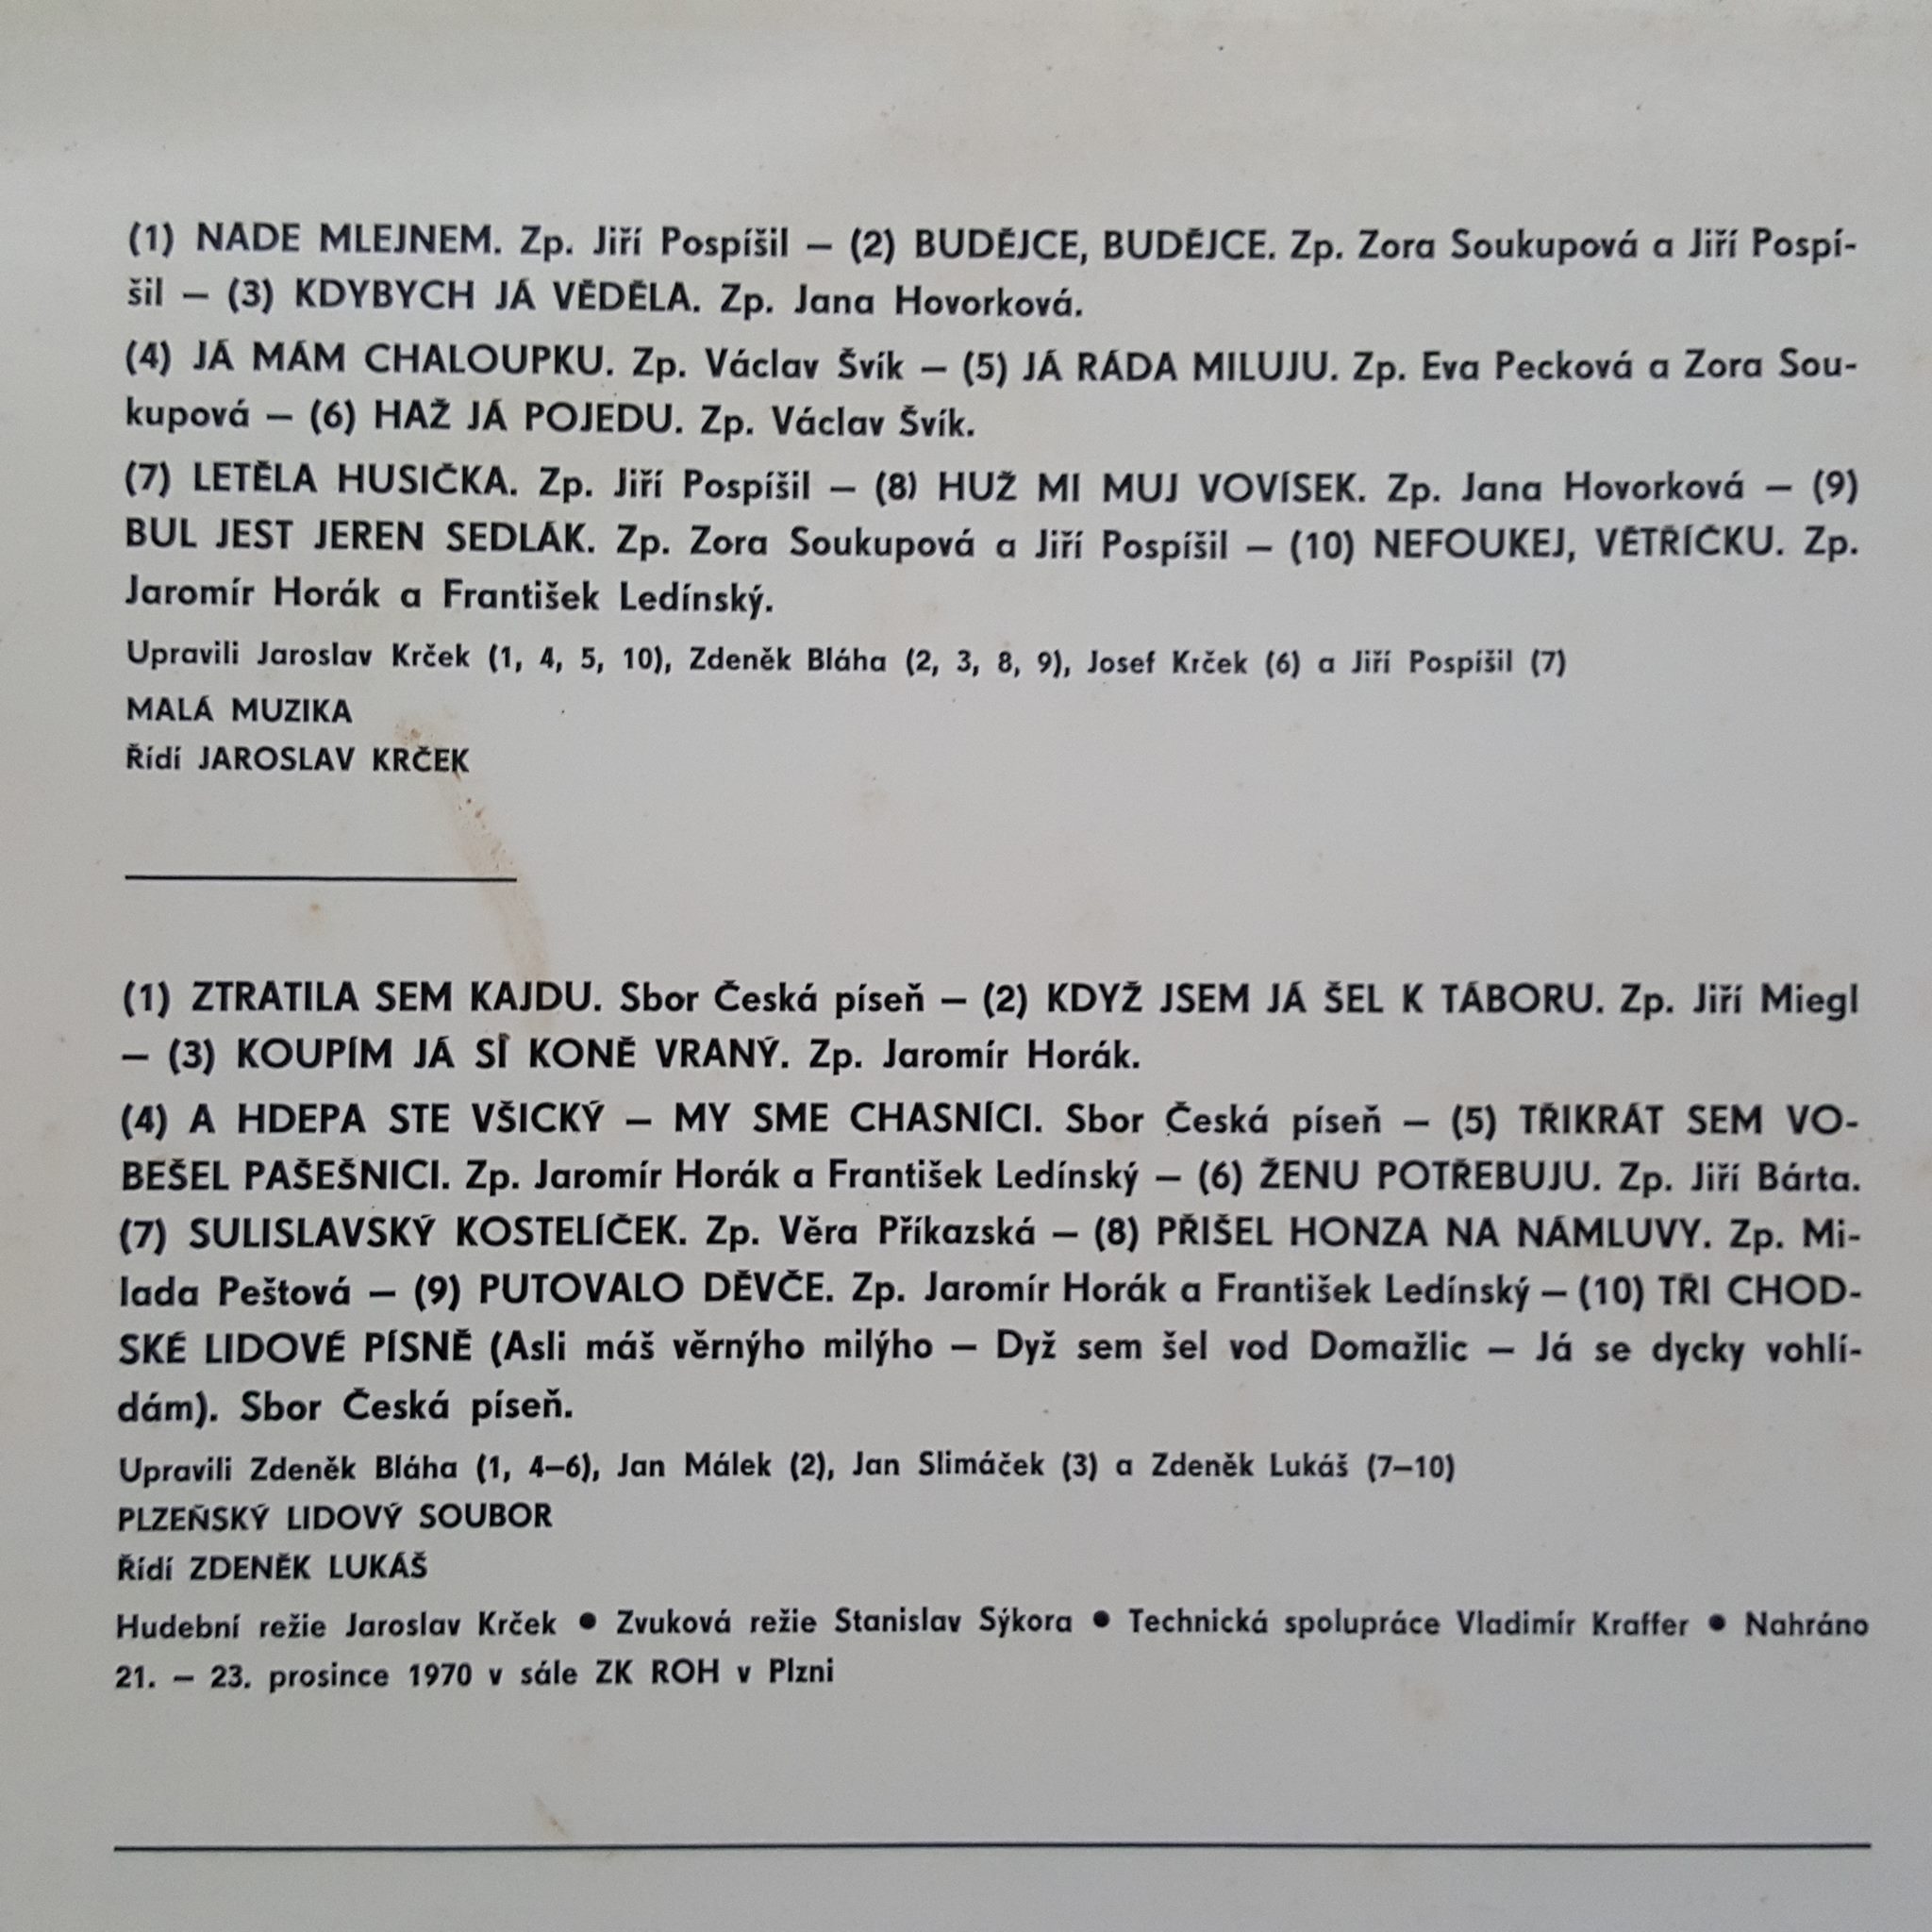 (1) NADE MLEJNEM. Zp. Jiří Pospíšil – (2) BUDĚJCE, BUDĚJCE. Zp. Zora Soukupová a Jiří Pospí-
šil – (3) KDYBYCH JÁ VĚDĚLA. Zp. Jana Hovorková.
(4) JÁ MÁM CHALOUPKU. Zp. Václav Švík – (5) JÁ RÁDA MILUJU. Zp. Eva Pecková a Zora Sou-
kupová – (6) HAŽ JÁ POJEDU. Zp. Václav Švík.
(7) LETĚLA HUSIČKA. Zp. Jiří Pospíšil – (8) HUŽ MI MUJ VOVÍSEK. Zp. Jana Hovorková – (9)
BUL JEST JEREN SEDLÁK. Zp. Zora Soukupová a Jiří Pospíšil – (10) NEFOUKEJ, VĚTŘÍČKU. Zp.
Jaromír Horák a František Ledínský.
Upravili Jaroslav Krček (1, 4, 5, 10), Zdeněk Bláha (2, 3, 8, 9), Josef Krček (6) a Jiří Pospíšil (7)
MALÁ MUZIKA
Řídí JAROSLAV KRČEK
(1) ZTRATILA SEM KAJDU. Sbor Česká píseň – (2) KDYŽ JSEM JÁ ŠEL K TÁBORU. Zp. Jiří Miegl
– (3) KOUPÍM JÁ SI KONĚ VRANÝ. Zp. Jaromír Horák.
(4) A HDEPA STE VŠICKÝ – MY SME CHASNÍCI. Sbor Česká píseň – (5) TŘIKRÁT SEM VO-
BEŠEL PAŠEŠNICI. Zp. Jaromír Horák a František Ledínský – (6) ŽENU POTŘEBUJU. Zp. Jiří Bárta.
(7) SULISLAVSKÝ KOSTELÍČEK. Zp. Věra Příkazská – (8) PŘIŠEL HONZA NA NÁMLUVY. Zp. Mi-
lada Peštová – (9) PUTOVALO DĚVČE. Zp. Jaromír Horák a František Ledínský – (10) TŘI CHOD-
SKÉ LIDOVÉ PÍSNĚ (Asli máš věrnýho milýho – Dyž sem šel vod Domažlic – Já se dycky vohlí-
dám). Sbor Česká píseň.
Upravili Zdeněk Bláha (1, 4–6), Jan Málek (2), Jan Slimáček (3) a Zdeněk Lukáš (7–10)
PLZEŇSKÝ LIDOVÝ SOUBOR
Řídí ZDENĚK LUKÁŠ
Hudební režie Jaroslav Krček ● Zvuková režie Stanislav Sýkora ● Technická spolupráce Vladimír Kraffer ● Nahráno
21. – 23. prosince 1970 v sále ZK ROH v Plzni